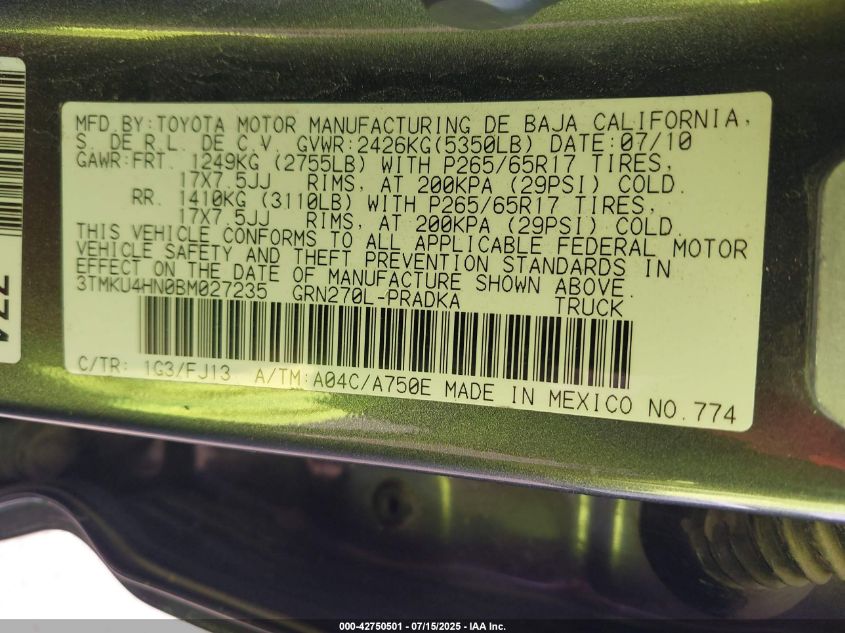 MFD BY:TOYOTA MOTOR MANUFACTURING DE BAJA CALIFORNIA,
S. DE R.L. DE C.V. GVWR:2426KG(5350LB) DATE:07/10
GAWR:FRT. 1249KG (2755LB) WITH P265/65R17 TIRES,
17X7.5JJ RIMS, AT 200KPA (29PSI) COLD.
RR. 1410KG (3110LB) WITH P265/65R17 TIRES,
17X7.5JJ RIMS, AT 200KPA (29PSI) COLD.
THIS VEHICLE CONFORMS TO ALL APPLICABLE FEDERAL MOTOR
VEHICLE SAFETY AND THEFT PREVENTION STANDARDS IN
EFFECT ON THE DATE OF MANUFACTURE SHOWN ABOVE.
3TMKU4HN0BM027235 GRN270L-PRADKA TRUCK
C/TR: 1G3/FJ13 A/TM:A04C/A750E MADE IN MEXICO NO.774
774
000-42750501 - 07/15/2025 - IAA Inc.